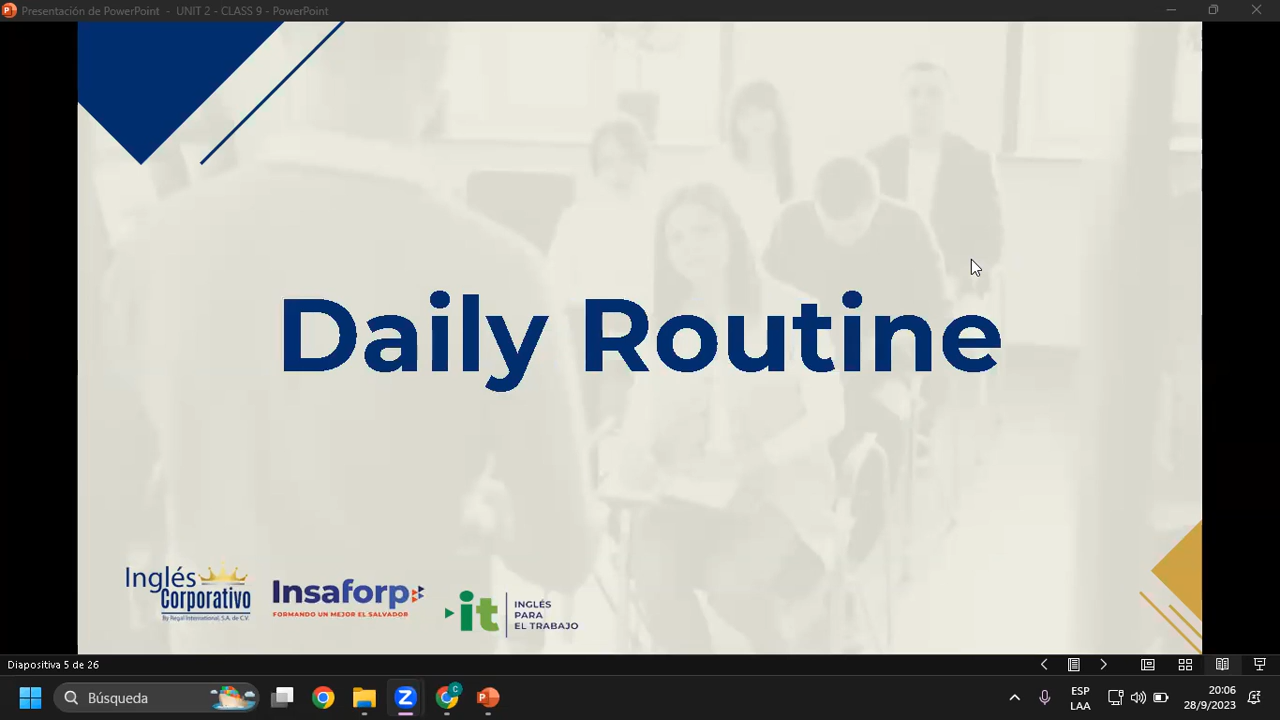 Presentación de PowerPoint - UNIT 2 - CLASS 9 - PowerPoint
Daily Routine
Inglés
Corporativo
By Regal International, S.A. de C.V.
Insaforp
FORMANDO UN MEJOR EL SALVADOR
it
INGLÉS
PARA
EL TRABAJO
Diapositiva 5 de 26
Búsqueda
C
ESP
LAA
20:06
28/9/2023